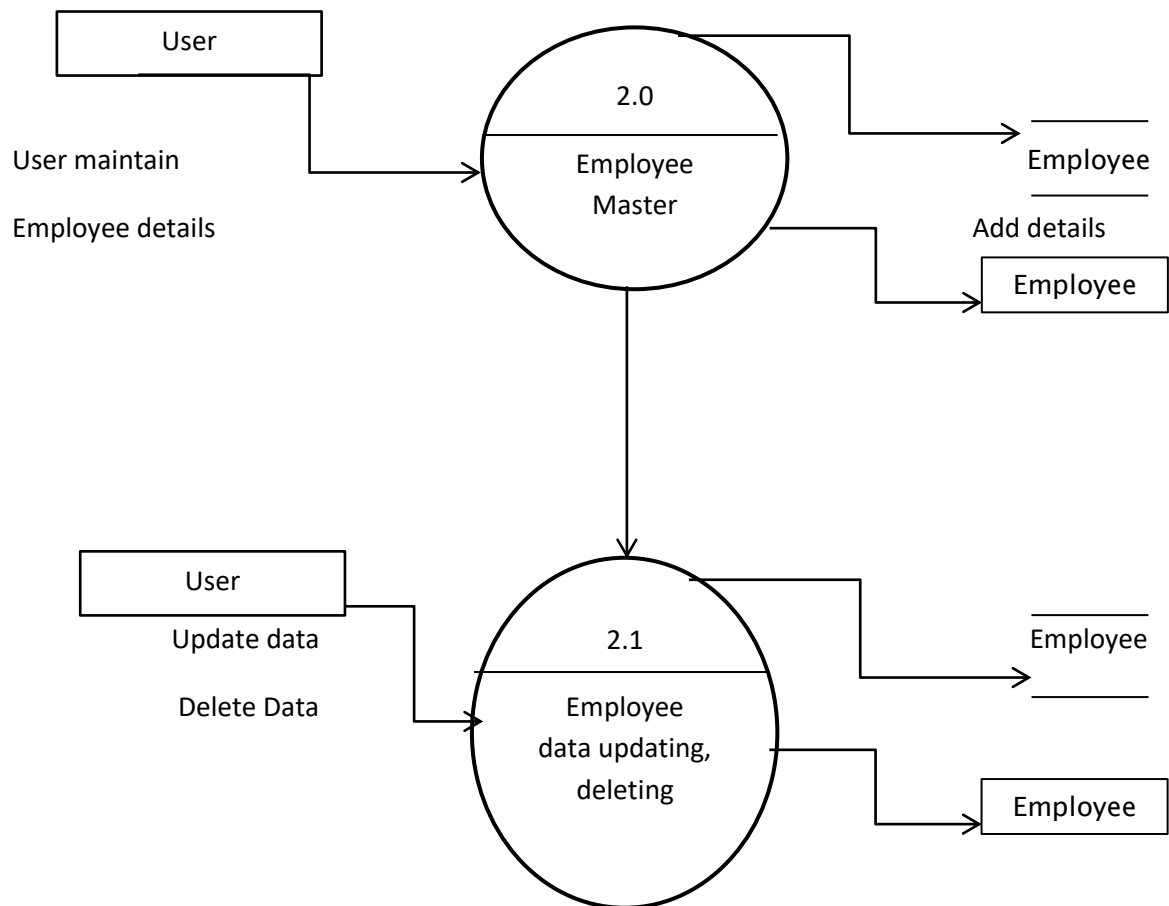 User
2.0
User maintain
Employee
Master
Employee
Employee details
Add details
Employee
User
2.1
Update data
Employee
Delete Data
Employee
data updating,
deleting
Employee